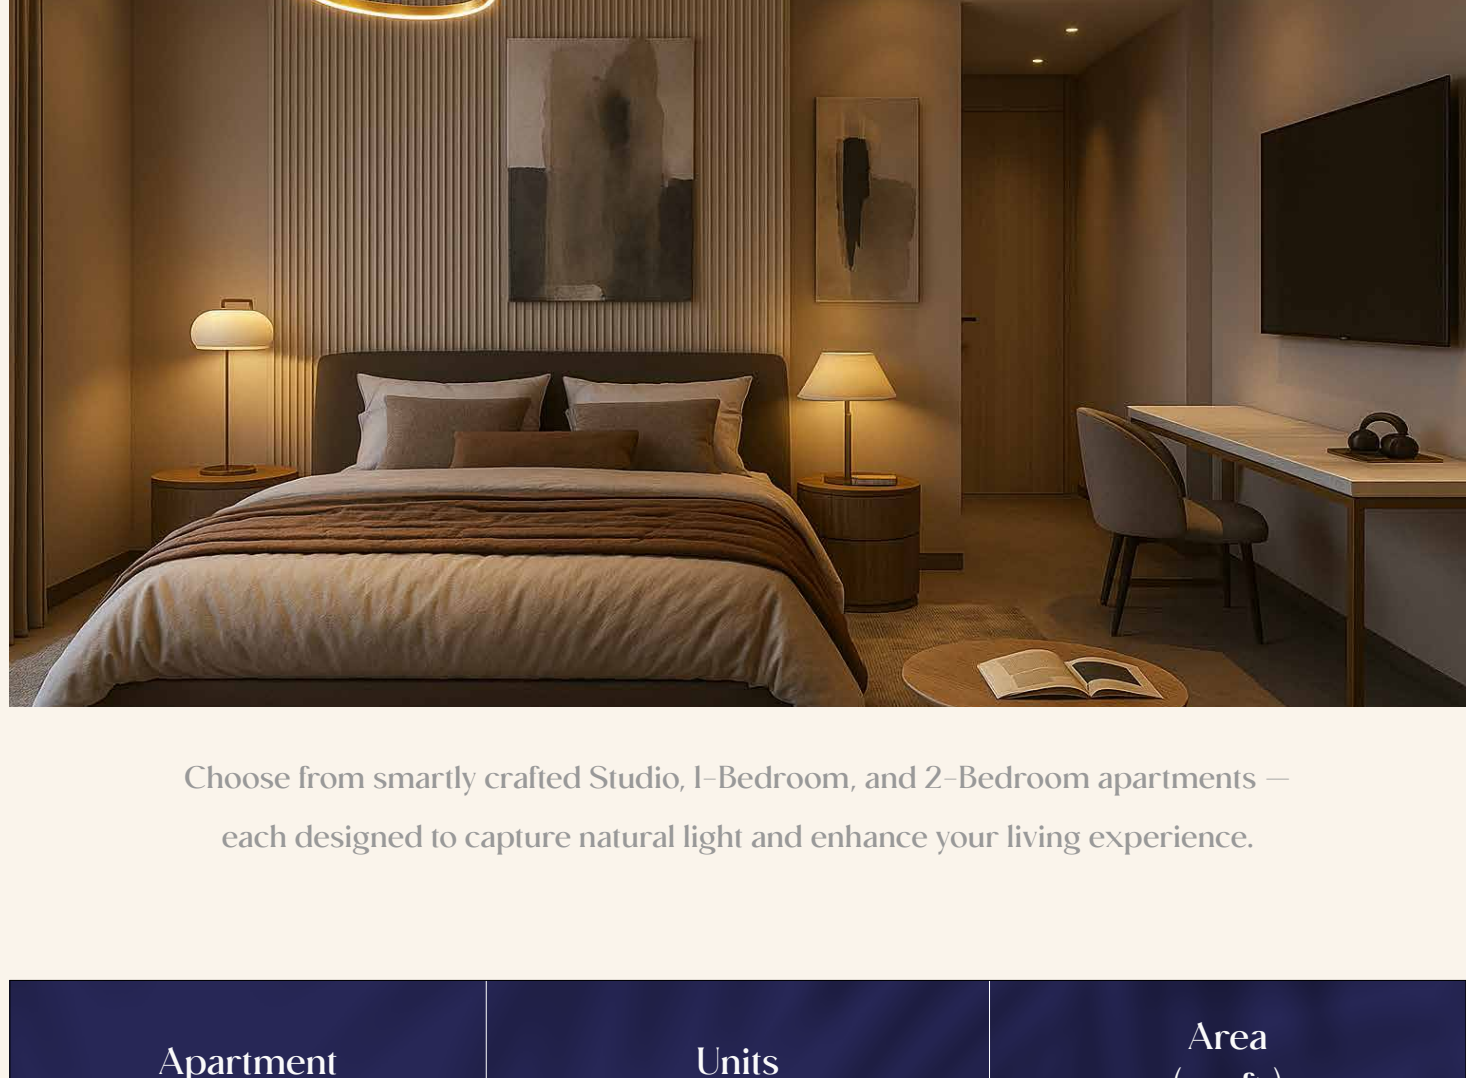 Choose from smartly crafted Studio, 1-Bedroom, and 2-Bedroom apartments —
each designed to capture natural light and enhance your living experience.
Apartment
Units
Area